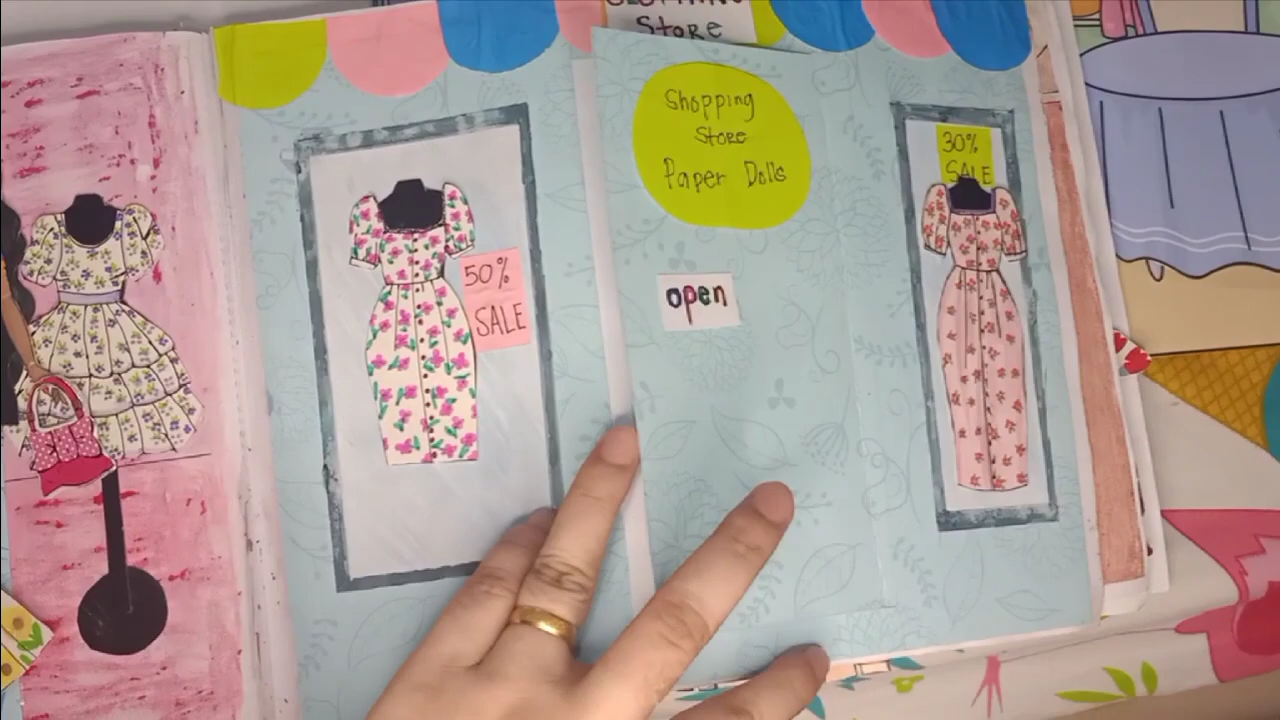 Store
Shopping
Store
Paper Dolls
open
50%
SALE
30%
SALE